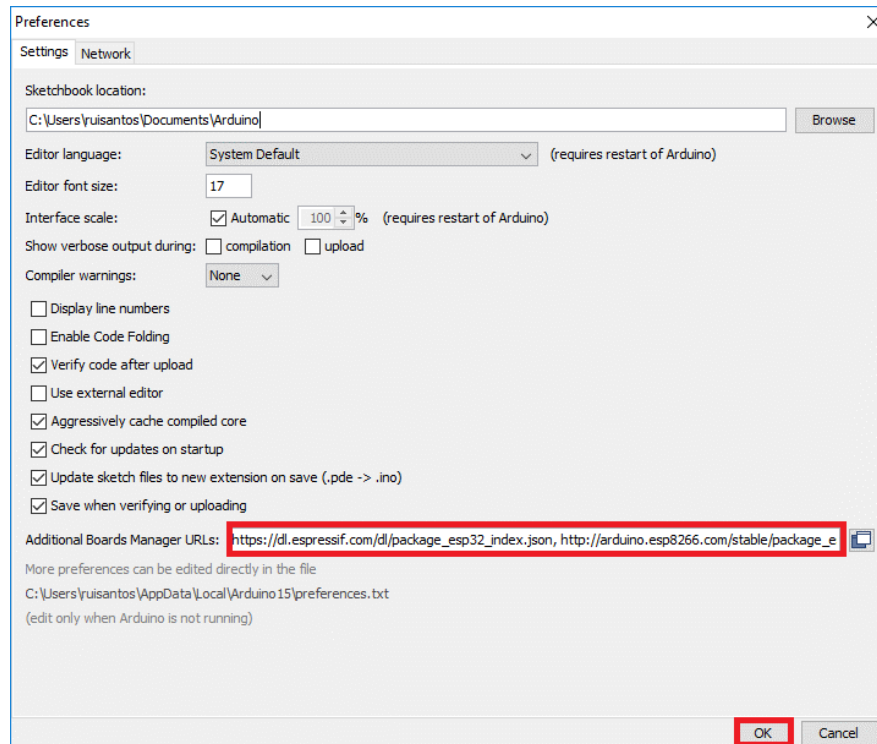 Preferences
Settings Network
Sketchbook location:
C:\Users\ruisantos\Documents\Arduino Browse
Editor language: System Default (requires restart of Arduino)
Editor font size: 17
Interface scale: Automatic 100 % (requires restart of Arduino)
Show verbose output during: compilation upload
Compiler warnings: None
Display line numbers
Enable Code Folding
Verify code after upload
Use external editor
Aggressively cache compiled core
Check for updates on startup
Update sketch files to new extension on save (.pde -> .ino)
Save when verifying or uploading
Additional Boards Manager URLs: https://dl.espressif.com/dl/package_esp32_index.json, http://arduino.esp8266.com/stable/package_e
More preferences can be edited directly in the file
C:\Users\ruisantos\AppData\Local\Arduino15\preferences.txt
(edit only when Arduino is not running)
OK Cancel